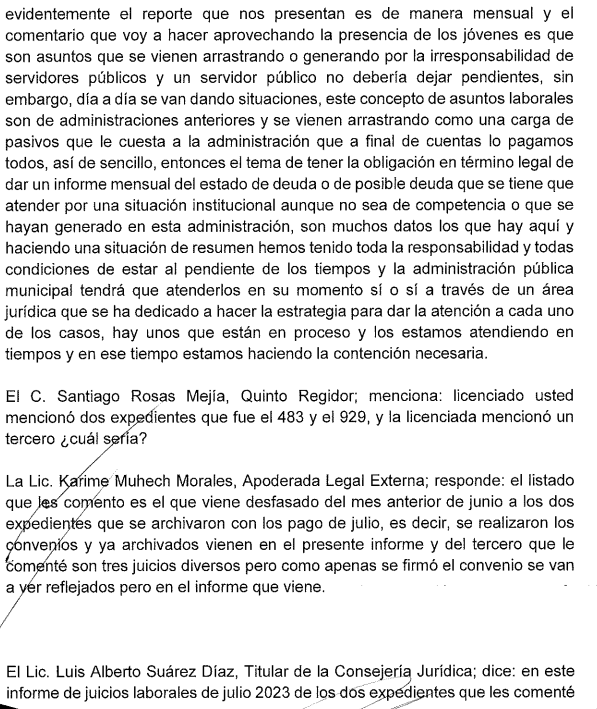 evidentemente el reporte que nos presentan es de manera mensual y el
comentario que voy a hacer aprovechando la presencia de los jóvenes es que
son asuntos que se vienen arrastrando o generando por la irresponsabilidad de
servidores públicos y un servidor público no debería dejar pendientes, sin
embargo, día a día se van dando situaciones, este concepto de asuntos laborales
son de administraciones anteriores y se vienen arrastrando como una carga de
pasivos que le cuesta a la administración que a final de cuentas lo pagamos
todos, así de sencillo, entonces el tema de tener la obligación en término legal de
dar un informe mensual del estado de deuda o de posible deuda que se tiene que
atender por una situación institucional aunque no sea de competencia o que se
hayan generado en esta administración, son muchos datos los que hay aquí y
haciendo una situación de resumen hemos tenido toda la responsabilidad y todas
condiciones de estar al pendiente de los tiempos y la administración pública
municipal tendrá que atenderlos en su momento sí o sí a través de un área
jurídica que se ha dedicado a hacer la estrategia para dar la atención a cada uno
de los casos, hay unos que están en proceso y los estamos atendiendo en
tiempos y en ese tiempo estamos haciendo la contención necesaria.
El C. Santiago Rosas Mejía, Quinto Regidor; menciona: licenciado usted
mencionó dos expedientes que fue el 483 y el 929, y la licenciada mencionó un
tercero ¿cuál sería?
La Lic. Karime Muhech Morales, Apoderada Legal Externa; responde: el listado
que les comento es el que viene desfasado del mes anterior de junio a los dos
expedientes que se archivaron con los pago de julio, es decir, se realizaron los
convenios y ya archivados vienen en el presente informe y del tercero que le
comenté son tres juicios diversos pero como apenas se firmó el convenio se van
a ver reflejados pero en el informe que viene.
El Lic. Luis Alberto Suárez Díaz, Titular de la Consejería Jurídica; dice: en este
informe de juicios laborales de julio 2023 de los dos expedientes que les comenté